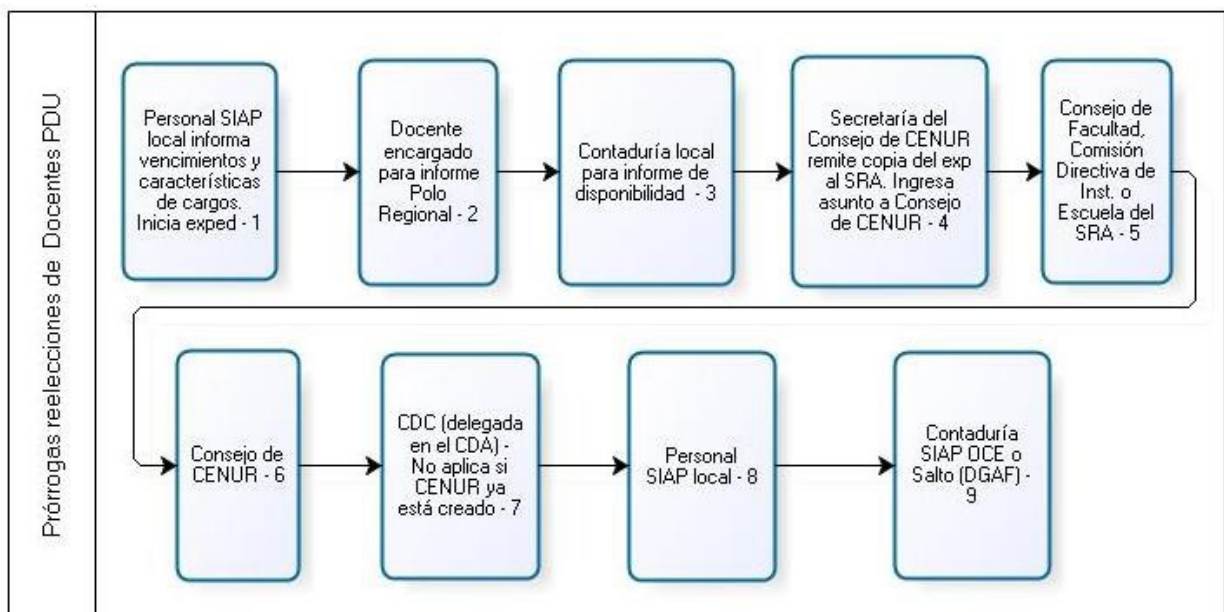 Prórrogas reelecciones de Docentes PDU
Personal SIAP
local informa
vencimientos y
características
de cargos.
Inicia exped - 1
Docente
encargado
para informe
Polo
Regional - 2
Contaduría local
para informe de
disponibilidad - 3
Secretaría del
Consejo de CENUR
remite copia del exp
al SRA. Ingresa
asunto a Consejo
de CENUR - 4
Consejo de
Facultad,
Comisión
Directiva de
Inst. o
Escuela del
SRA - 5
Consejo de
CENUR - 6
CDC (delegada
en el CDA) -
No aplica si
CENUR ya
está creado - 7
Personal
SIAP local - 8
Contaduría
SIAP OCE o
Salto (DGAF) -
9